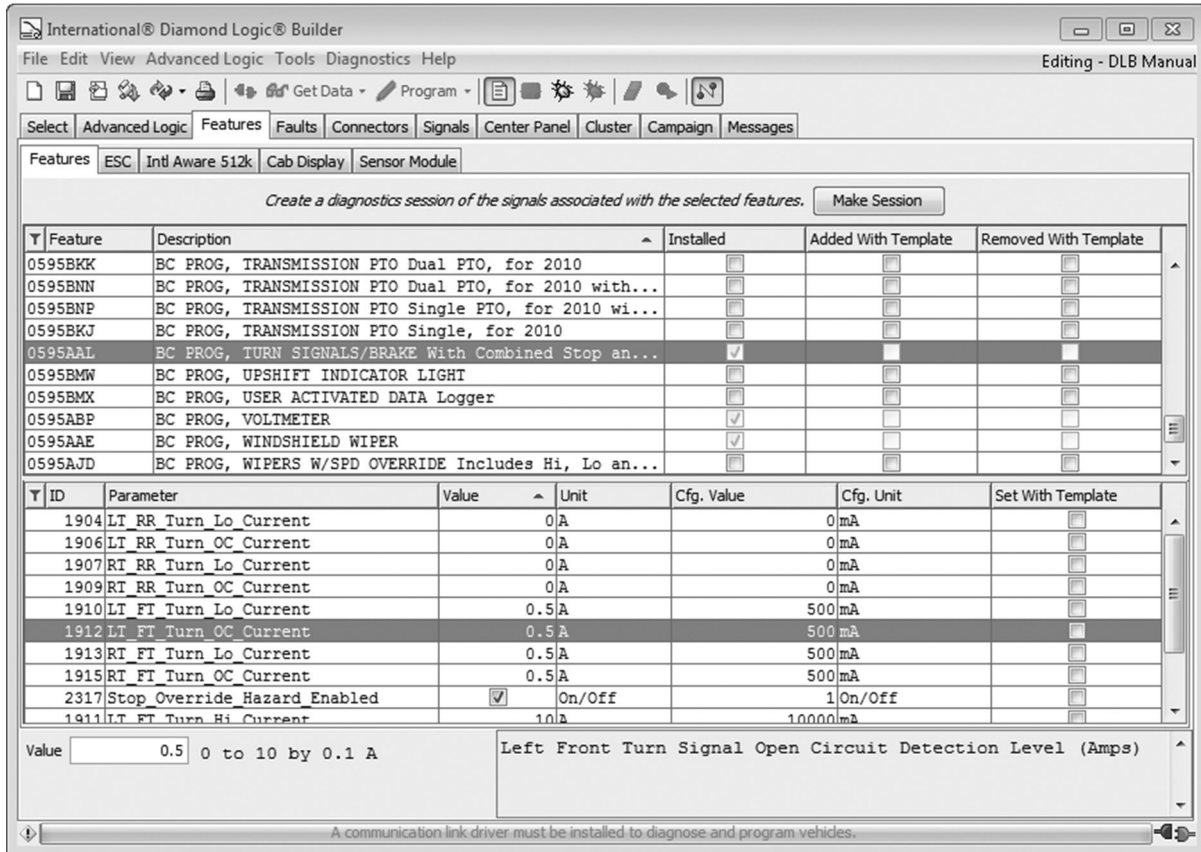 International® Diamond Logic® Builder
File Edit View Advanced Logic Tools Diagnostics Help Editing - DLB Manual
Get Data Program
Select Advanced Logic Features Faults Connectors Signals Center Panel Cluster Campaign Messages
Features ESC Intl Aware 512k Cab Display Sensor Module
Create a diagnostics session of the signals associated with the selected features. Make Session
Feature Description Installed Added With Template Removed With Template
0595BKK BC PROG, TRANSMISSION PTO Dual PTO, for 2010
0595BNN BC PROG, TRANSMISSION PTO Dual PTO, for 2010 with...
0595BNP BC PROG, TRANSMISSION PTO Single PTO, for 2010 wi...
0595BKJ BC PROG, TRANSMISSION PTO Single, for 2010
0595AAL BC PROG, TURN SIGNALS/BRAKE With Combined Stop an...
0595BMW BC PROG, UPSHIFT INDICATOR LIGHT
0595BMX BC PROG, USER ACTIVATED DATA Logger
0595ABP BC PROG, VOLTMETER
0595AAE BC PROG, WINDSHIELD WIPER
0595AJD BC PROG, WIPERS W/SPD OVERRIDE Includes Hi, Lo an...
ID Parameter Value Unit Cfg. Value Cfg. Unit Set With Template
1904 LT_RR_Turn_Lo_Current 0 A 0 mA
1906 LT_RR_Turn_OC_Current 0 A 0 mA
1907 RT_RR_Turn_Lo_Current 0 A 0 mA
1909 RT_RR_Turn_OC_Current 0 A 0 mA
1910 LT_FT_Turn_Lo_Current 0.5 A 500 mA
1912 LT_FT_Turn_OC_Current 0.5 A 500 mA
1913 RT_FT_Turn_Lo_Current 0.5 A 500 mA
1915 RT_FT_Turn_OC_Current 0.5 A 500 mA
2317 Stop_Override_Hazard_Enabled On/Off 1 On/Off
1911 LT_FT_Turn_Hi_Current 10 A 10000 mA
Value 0.5 0 to 10 by 0.1 A Left Front Turn Signal Open Circuit Detection Level (Amps)
A communication link driver must be installed to diagnose and program vehicles.